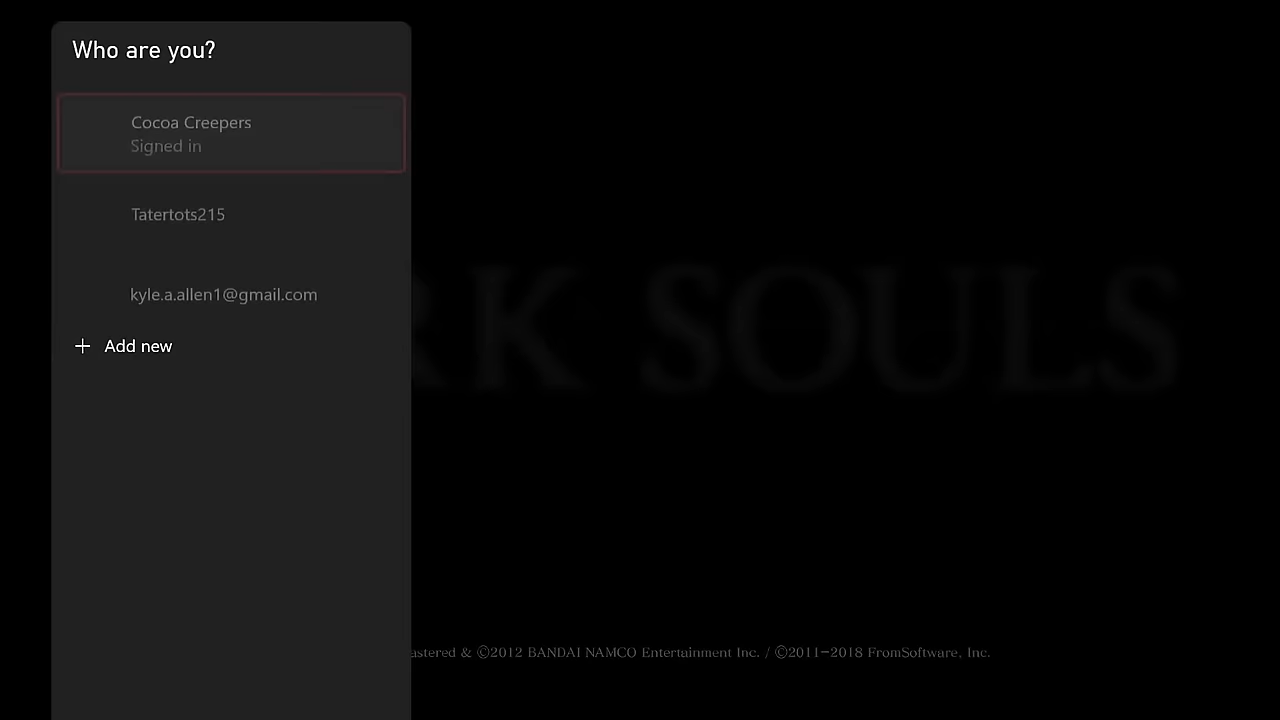 Who are you?
Cocoa Creepers
Signed in
Tatertots215
kyle.a.allen1@gmail.com
+ Add new
RK SOULS
astered & ©2012 BANDAI NAMCO Entertainment Inc. / ©2011-2018 FromSoftware, Inc.